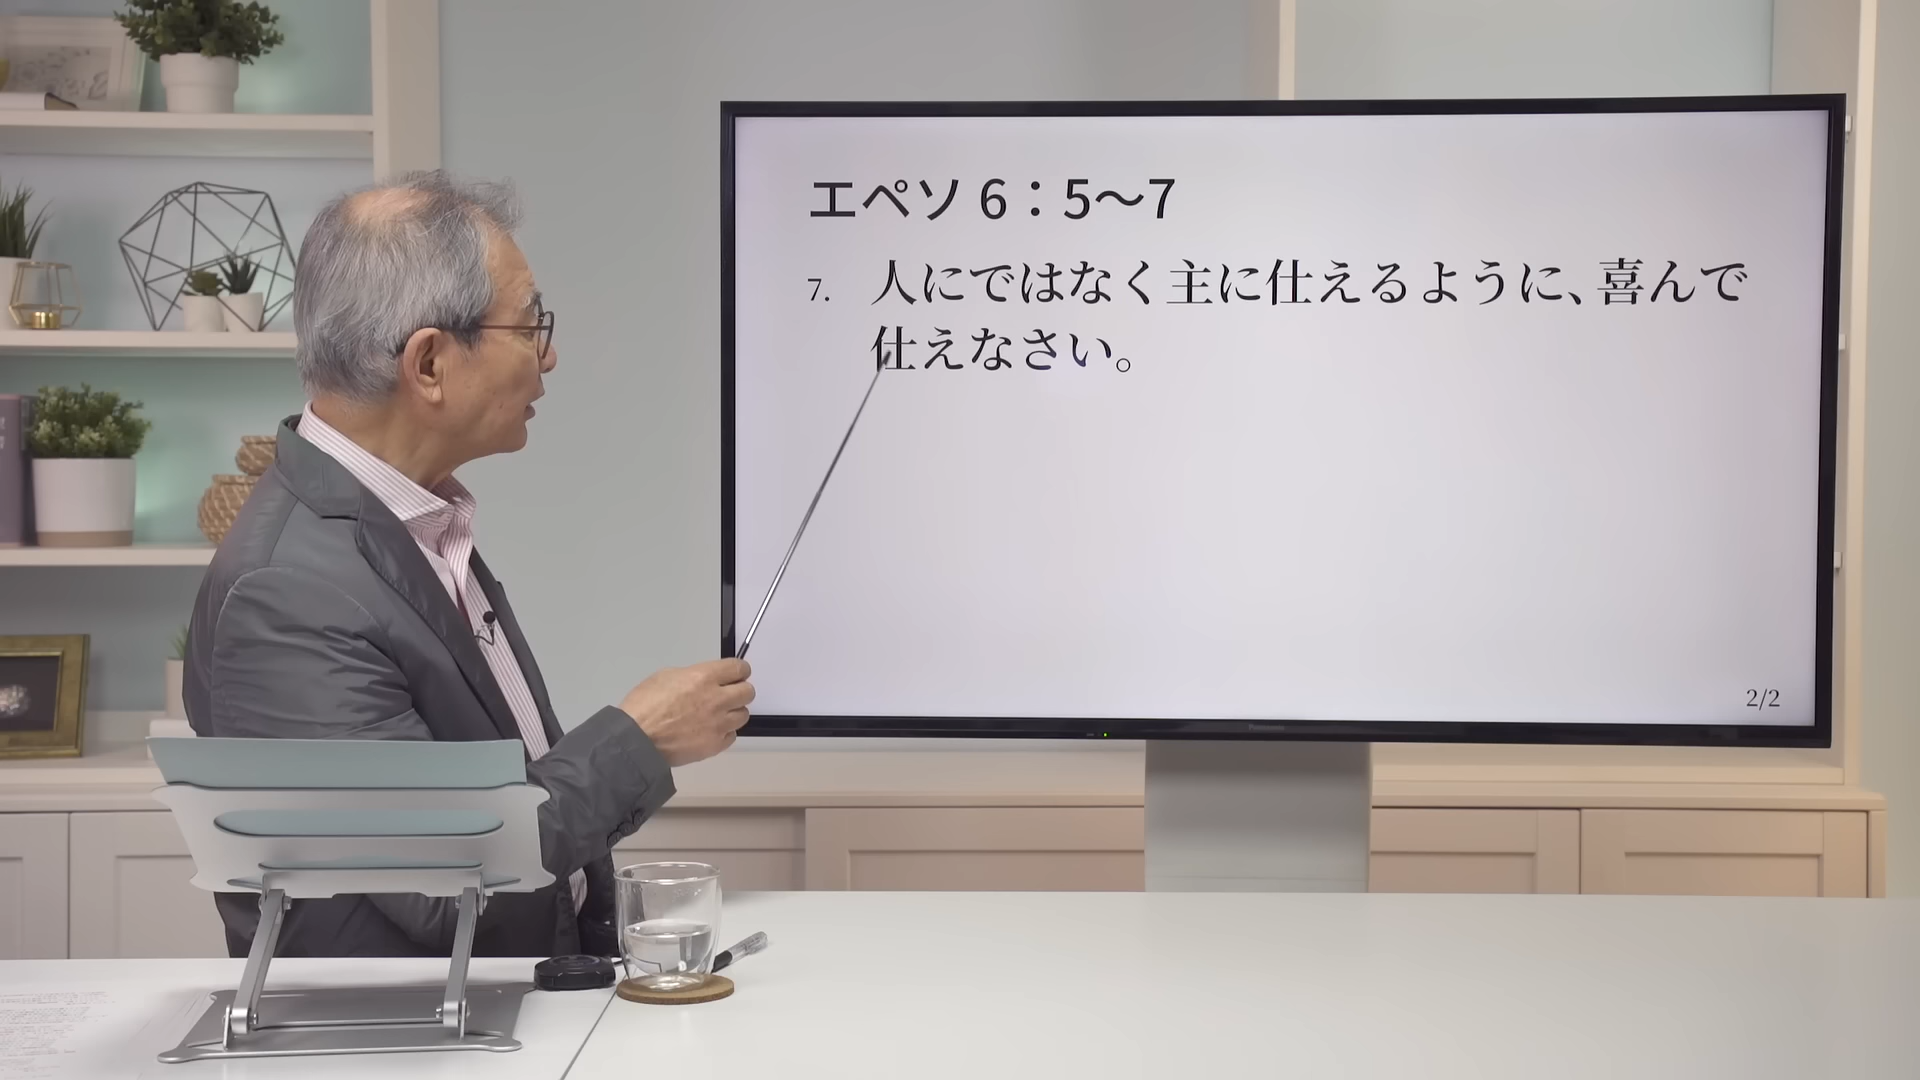 エペソ 6：5〜7
7. 人にではなく主に仕えるように、喜んで
仕えなさい。
2/2
Panasonic